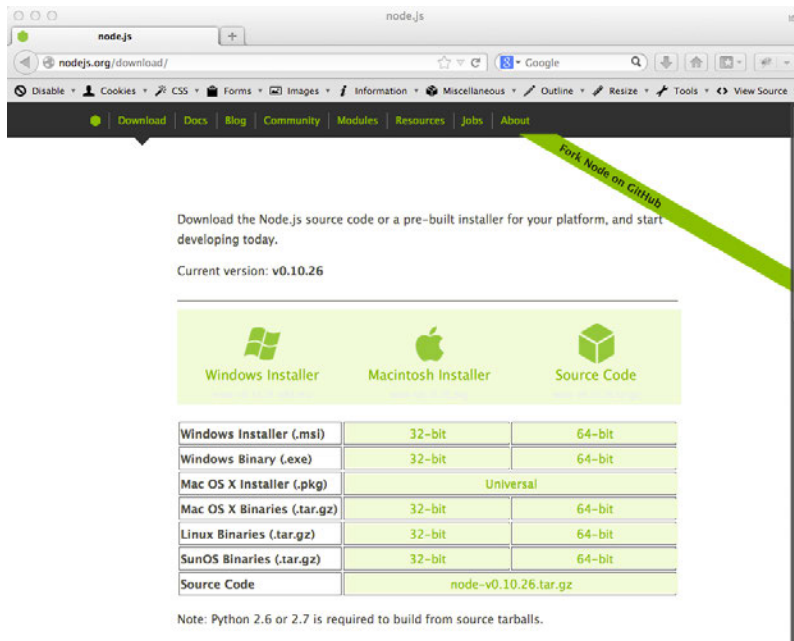 node.js
node.js
nodejs.org/download/
Google
Disable Cookies CSS Forms Images Information Miscellaneous Outline Resize Tools View Source
Download Docs Blog Community Modules Resources Jobs About
Fork Node on GitHub
Download the Node.js source code or a pre-built installer for your platform, and start
developing today.
Current version: v0.10.26
Windows Installer Macintosh Installer Source Code
Windows Installer (.msi) 32-bit 64-bit
Windows Binary (.exe) 32-bit 64-bit
Mac OS X Installer (.pkg) Universal
Mac OS X Binaries (.tar.gz) 32-bit 64-bit
Linux Binaries (.tar.gz) 32-bit 64-bit
SunOS Binaries (.tar.gz) 32-bit 64-bit
Source Code node-v0.10.26.tar.gz
Note: Python 2.6 or 2.7 is required to build from source tarballs.